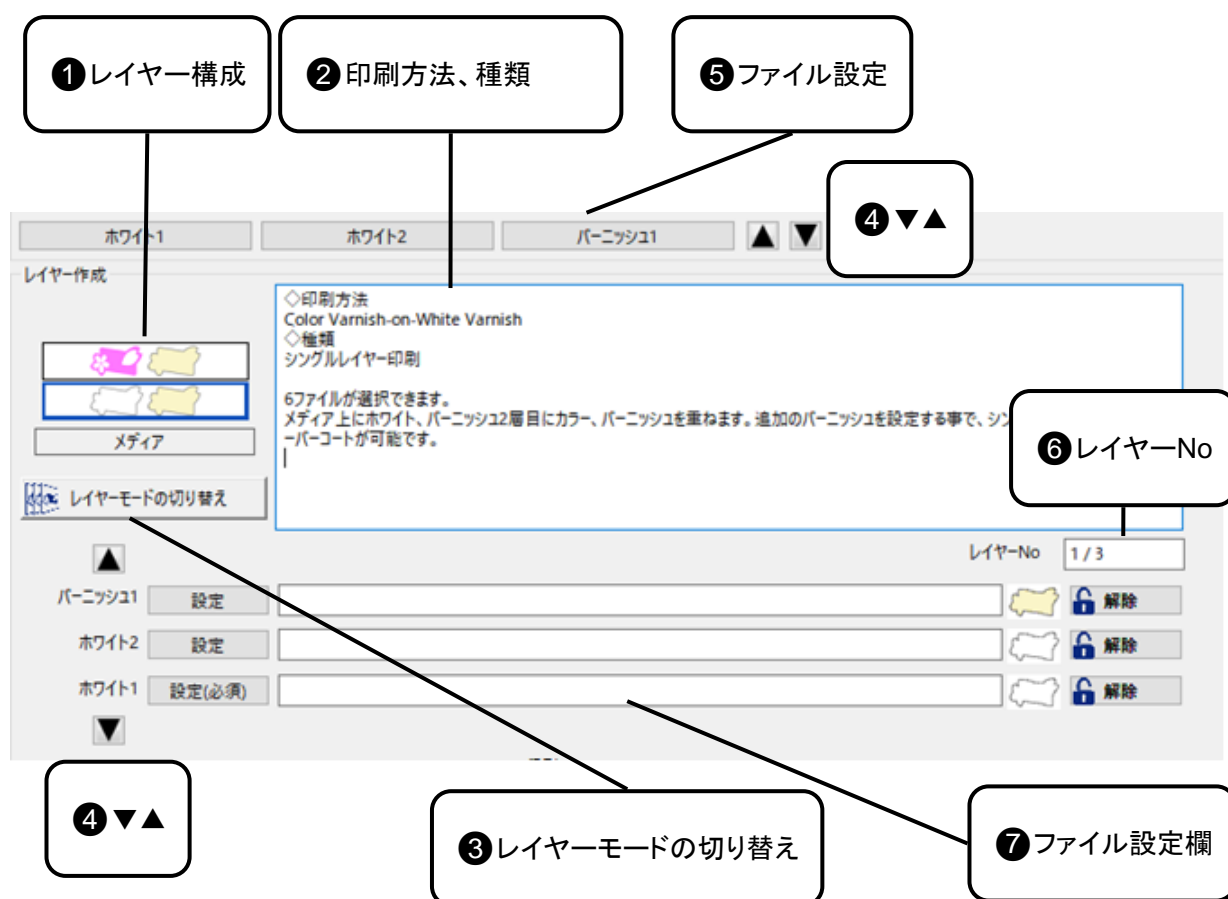 ❶レイヤー構成
❷印刷方法、種類
❺ファイル設定
❹▼▲
ホワイト1
ホワイト2
バーニッシュ1
▲ ▼
レイヤー作成
◇印刷方法
Color Varnish-on-White Varnish
◇種類
シングルレイヤー印刷
6ファイルが選択できます。
メディア上にホワイト、バーニッシュ2層目にカラー、バーニッシュを重ねます。追加のバーニッシュを設定する事で、シン
ーバーコートが可能です。
メディア
❻レイヤーNo
レイヤーモードの切り替え
▲
レイヤーNo 1 / 3
バーニッシュ1 設定 解除
ホワイト2 設定 解除
ホワイト1 設定(必須) 解除
▼
❹▼▲
❸レイヤーモードの切り替え
❼ファイル設定欄